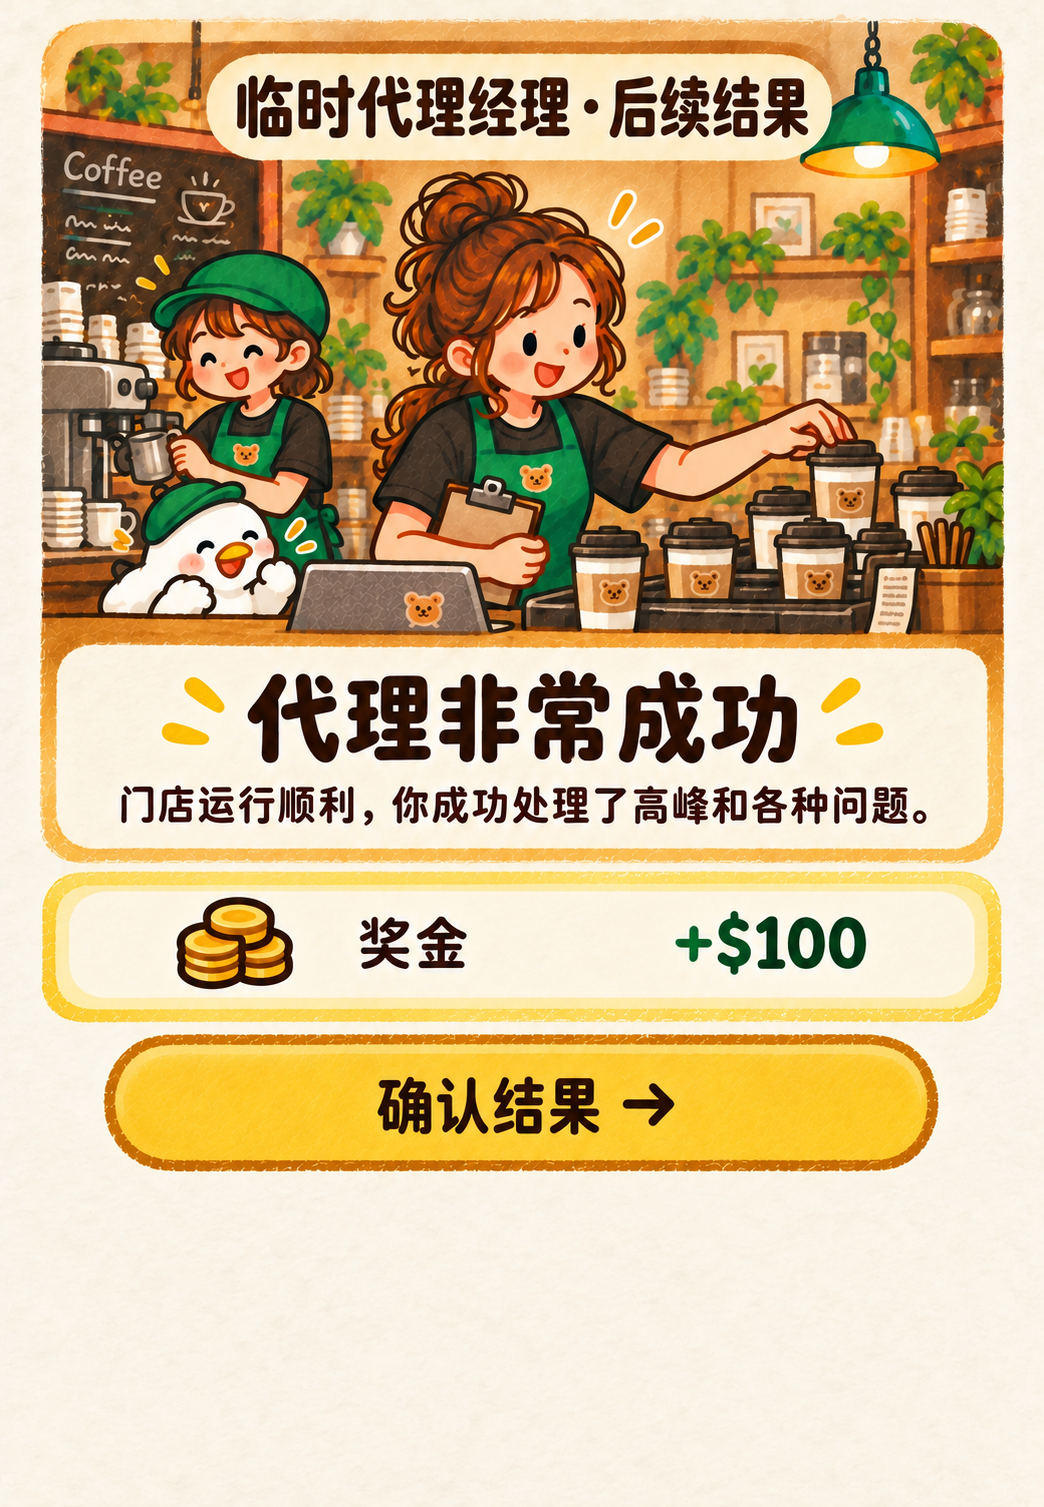 临时代理经理·后续结果
Coffee
代理非常成功
门店运行顺利，你成功处理了高峰和各种问题。
奖金 +$100
确认结果 →